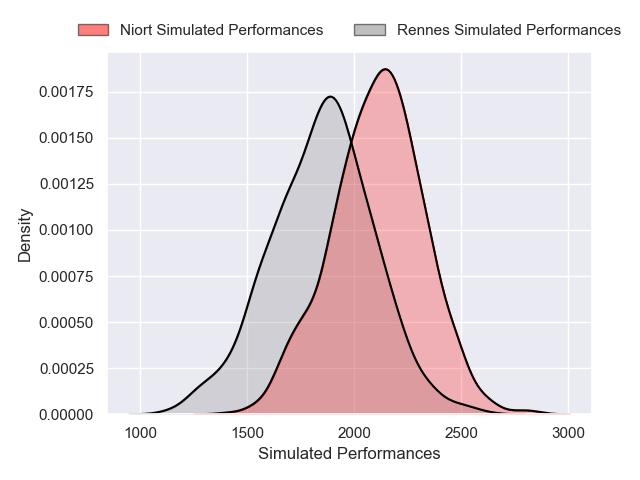 Niort Simulated Performances Rennes Simulated Performances
0.00175
0.00150
0.00125
0.00100
0.00075
0.00050
0.00025
0.00000
Density
1000 1500 2000 2500 3000
Simulated Performances